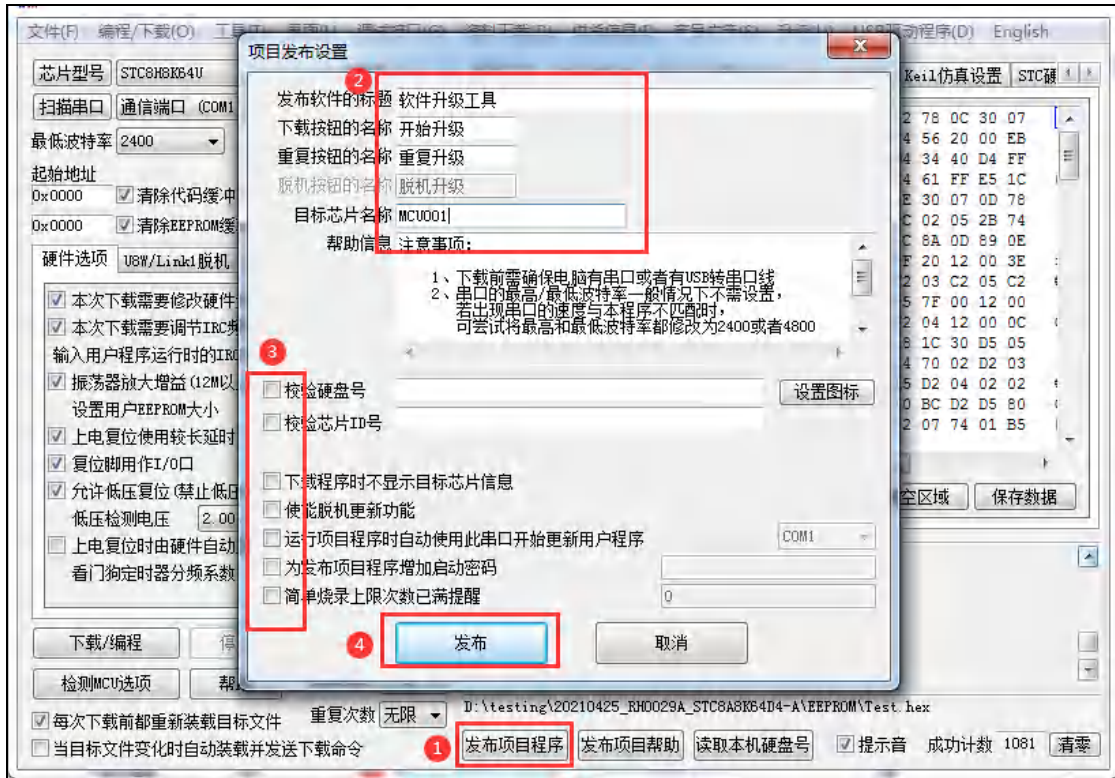 文件(F) 编程/下载(O) 程序(D) English
项目发布设置
芯片型号 STC8H8K64U
Keil仿真设置 STC硬
扫描串口 通信端口 (COM1
最低波特率 2400
起始地址
0x0000 清除代码缓冲
0x0000 清除EEPROM缓
硬件选项 U8W/Link1脱机
本次下载需要修改硬件
本次下载需要调节IRC频
输入用户程序运行时的IRC
振荡器放大增益(12M以
设置用户EEPROM大小
上电复位使用较长延时
复位脚用作I/O口
允许低压复位(禁止低压
低压检测电压 2.00
上电复位时由硬件自动
看门狗定时器分频系数
2
发布软件的标题 软件升级工具
下载按钮的名称 开始升级
重复按钮的名称 重复升级
脱机按钮的名称 脱机升级
目标芯片名称 MCU001
帮助信息 注意事项:
1、下载前需确保电脑有串口或者有USB转串口线
2、串口的最高/最低波特率一般情况下不需设置,
若出现串口的速度与本程序不匹配时,
可尝试将最高和最低波特率都修改为2400或者4800
3
校验硬盘号 设置图标
校验芯片ID号
下载程序时不显示目标芯片信息
使能脱机更新功能
运行项目程序时自动使用此串口开始更新用户程序 COM1
为发布项目程序增加启动密码
简单烧录上限次数已满提醒 0
4 发布 取消
2 78 0C 30 07
4 56 20 00 EB
4 34 40 D4 FF
4 61 FF E5 1C
E 30 07 0D 78
C 02 05 2B 74
C 8A 0D 89 0E
F 20 12 00 3E
2 03 C2 05 C2
5 7F 00 12 00
2 04 12 00 0C
8 1C 30 D5 05
4 70 02 D2 03
5 D2 04 02 02
0 BC D2 D5 80
2 07 74 01 B5
空区域 保存数据
下载/编程 停
检测MCU选项 帮
每次下载前都重新装载目标文件 重复次数 无限
D:\testing\20210425_RH0029A_STC8A8K64D4-A\EEPROM\Test.hex
当目标文件变化时自动装载并发送下载命令 1 发布项目程序 发布项目帮助 读取本机硬盘号 提示音 成功计数 1081 清零